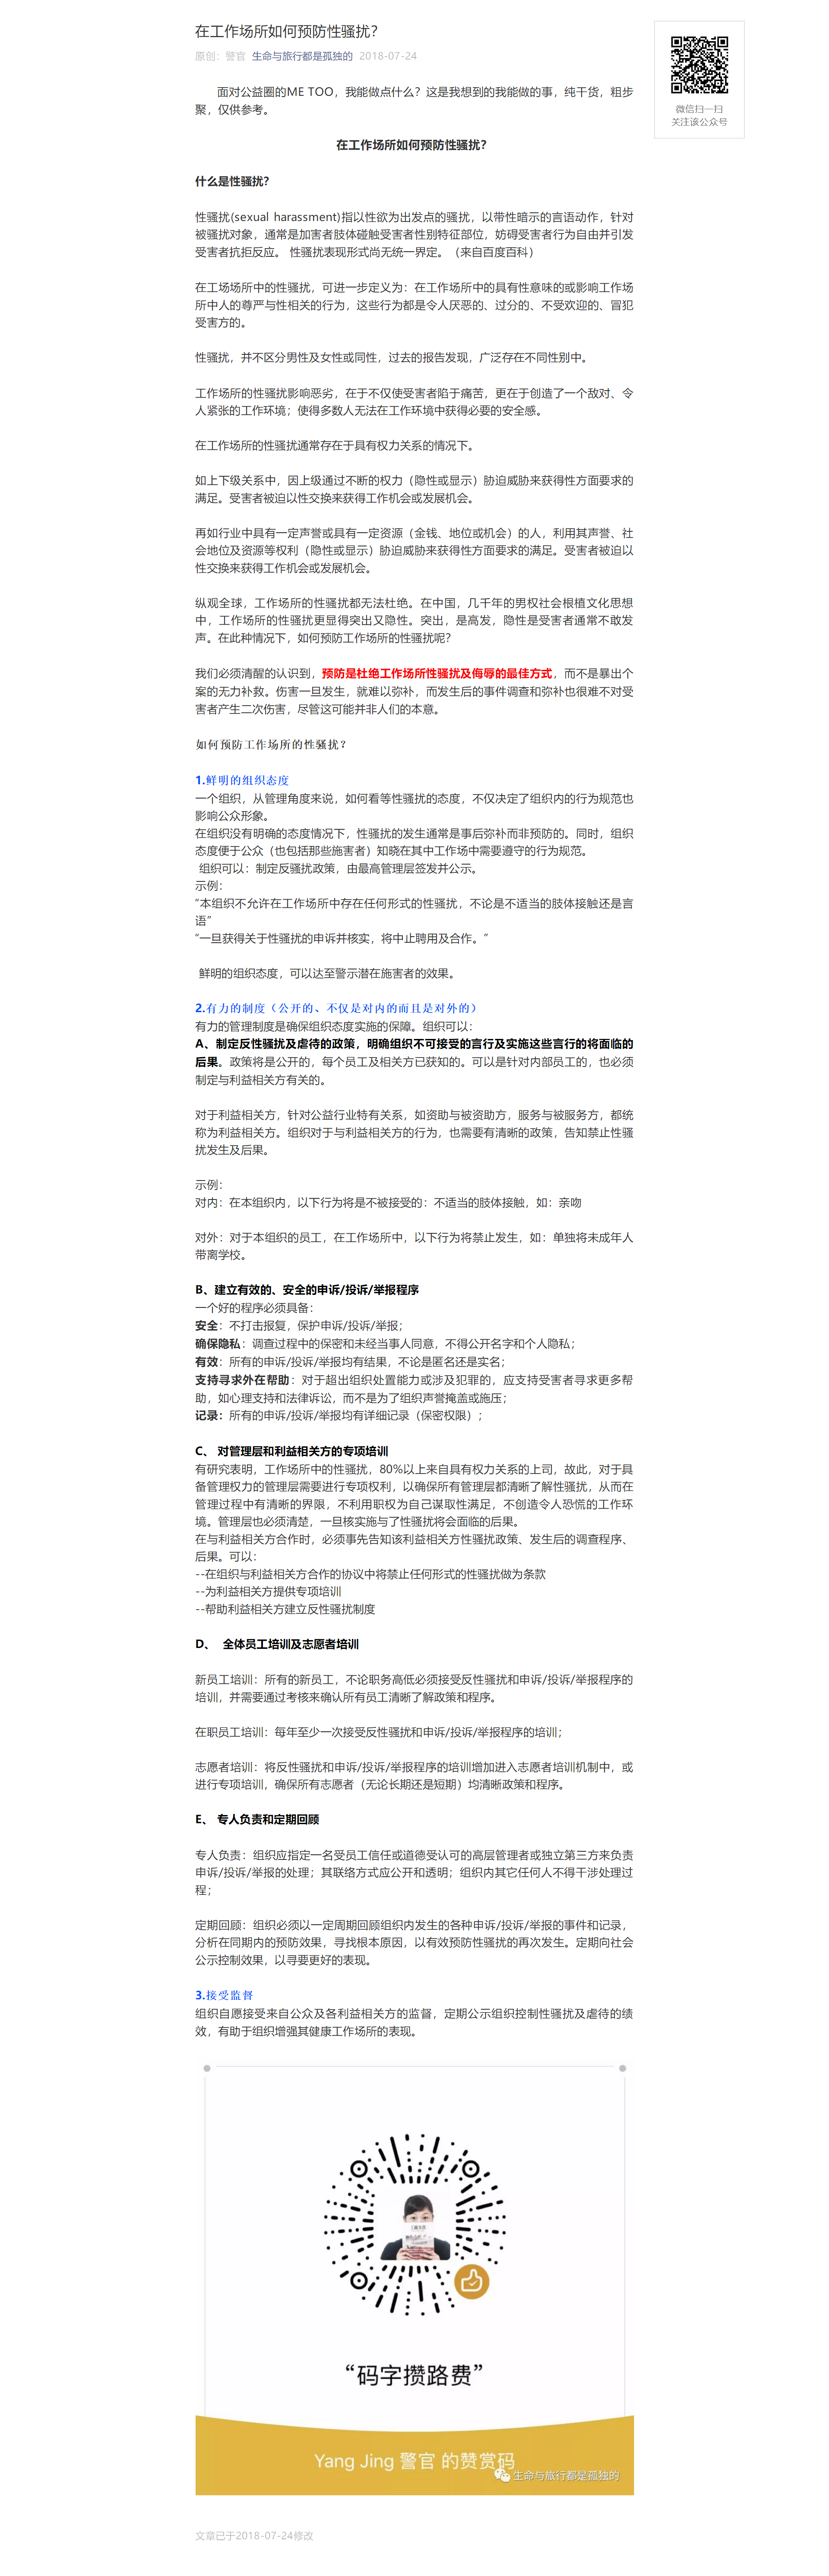 在工作场所如何预防性骚扰？
原创： 警官 生命与旅行都是孤独的 2018-07-24
微信扫一扫
关注该公众号
面对公益圈的ME TOO，我能做点什么？这是我想到的我能做的事，纯干货，粗步
聚，仅供参考。
在工作场所如何预防性骚扰？
什么是性骚扰？
性骚扰(sexual harassment)指以性欲为出发点的骚扰，以带性暗示的言语动作，针对
被骚扰对象，通常是加害者肢体碰触受害者性别特征部位，妨碍受害者行为自由并引发
受害者抗拒反应。 性骚扰表现形式尚无统一界定。（来自百度百科）
在工场场所中的性骚扰，可进一步定义为：在工作场所中的具有性意味的或影响工作场
所中人的尊严与性相关的行为，这些行为都是令人厌恶的、过分的、不受欢迎的、冒犯
受害方的。
性骚扰，并不区分男性及女性或同性，过去的报告发现，广泛存在不同性别中。
工作场所的性骚扰影响恶劣，在于不仅使受害者陷于痛苦，更在于创造了一个敌对、令
人紧张的工作环境；使得多数人无法在工作环境中获得必要的安全感。
在工作场所的性骚扰通常存在于具有权力关系的情况下。
如上下级关系中，因上级通过不断的权力（隐性或显示）胁迫威胁来获得性方面要求的
满足。受害者被迫以性交换来获得工作机会或发展机会。
再如行业中具有一定声誉或具有一定资源（金钱、地位或机会）的人，利用其声誉、社
会地位及资源等权利（隐性或显示）胁迫威胁来获得性方面要求的满足。受害者被迫以
性交换来获得工作机会或发展机会。
纵观全球，工作场所的性骚扰都无法杜绝。在中国，几千年的男权社会根植文化思想
中，工作场所的性骚扰更显得突出又隐性。突出，是高发，隐性是受害者通常不敢发
声。在此种情况下，如何预防工作场所的性骚扰呢？
我们必须清醒的认识到，预防是杜绝工作场所性骚扰及侮辱的最佳方式，而不是暴出个
案的无力补救。伤害一旦发生，就难以弥补，而发生后的事件调查和弥补也很难不对受
害者产生二次伤害，尽管这可能并非人们的本意。
如何预防工作场所的性骚扰？
1.鲜明的组织态度
一个组织，从管理角度来说，如何看等性骚扰的态度，不仅决定了组织内的行为规范也
影响公众形象。
在组织没有明确的态度情况下，性骚扰的发生通常是事后弥补而非预防的。同时，组织
态度便于公众（也包括那些施害者）知晓在其中工作场中需要遵守的行为规范。
组织可以：制定反骚扰政策，由最高管理层签发并公示。
示例：
“本组织不允许在工作场所中存在任何形式的性骚扰，不论是不适当的肢体接触还是言
语”
“一旦获得关于性骚扰的申诉并核实，将中止聘用及合作。”
鲜明的组织态度，可以达至警示潜在施害者的效果。
2.有力的制度（公开的、不仅是对内的而且是对外的）
有力的管理制度是确保组织态度实施的保障。组织可以：
A、制定反性骚扰及虐待的政策，明确组织不可接受的言行及实施这些言行的将面临的
后果。政策将是公开的，每个员工及相关方已获知的。可以是针对内部员工的，也必须
制定与利益相关方有关的。
对于利益相关方，针对公益行业特有关系，如资助与被资助方，服务与被服务方，都统
称为利益相关方。组织对于与利益相关方的行为，也需要有清晰的政策，告知禁止性骚
扰发生及后果。
示例：
对内：在本组织内，以下行为将是不被接受的：不适当的肢体接触，如：亲吻
对外：对于本组织的员工，在工作场所中，以下行为将禁止发生，如：单独将未成年人
带离学校。
B、建立有效的、安全的申诉/投诉/举报程序
一个好的程序必须具备：
安全：不打击报复，保护申诉/投诉/举报；
确保隐私：调查过程中的保密和未经当事人同意，不得公开名字和个人隐私；
有效：所有的申诉/投诉/举报均有结果，不论是匿名还是实名；
支持寻求外在帮助：对于超出组织处置能力或涉及犯罪的，应支持受害者寻求更多帮
助，如心理支持和法律诉讼，而不是为了组织声誉掩盖或施压；
记录：所有的申诉/投诉/举报均有详细记录（保密权限）；
C、 对管理层和利益相关方的专项培训
有研究表明，工作场所中的性骚扰，80%以上来自具有权力关系的上司，故此，对于具
备管理权力的管理层需要进行专项权利，以确保所有管理层都清晰了解性骚扰，从而在
管理过程中有清晰的界限，不利用职权为自己谋取性满足，不创造令人恐慌的工作环
境。管理层也必须清楚，一旦核实施与了性骚扰将会面临的后果。
在与利益相关方合作时，必须事先告知该利益相关方性骚扰政策、发生后的调查程序、
后果。可以：
--在组织与利益相关方合作的协议中将禁止任何形式的性骚扰做为条款
--为利益相关方提供专项培训
--帮助利益相关方建立反性骚扰制度
D、 全体员工培训及志愿者培训
新员工培训：所有的新员工，不论职务高低必须接受反性骚扰和申诉/投诉/举报程序的
培训，并需要通过考核来确认所有员工清晰了解政策和程序。
在职员工培训：每年至少一次接受反性骚扰和申诉/投诉/举报程序的培训；
志愿者培训：将反性骚扰和申诉/投诉/举报程序的培训增加进入志愿者培训机制中，或
进行专项培训，确保所有志愿者（无论长期还是短期）均清晰政策和程序。
E、 专人负责和定期回顾
专人负责：组织应指定一名受员工信任或道德受认可的高层管理者或独立第三方来负责
申诉/投诉/举报的处理；其联络方式应公开和透明；组织内其它任何人不得干涉处理过
程；
定期回顾：组织必须以一定周期回顾组织内发生的各种申诉/投诉/举报的事件和记录，
分析在同期内的预防效果，寻找根本原因，以有效预防性骚扰的再次发生。定期向社会
公示控制效果，以寻要更好的表现。
3.接受监督
组织自愿接受来自公众及各利益相关方的监督，定期公示组织控制性骚扰及虐待的绩
效，有助于组织增强其健康工作场所的表现。
“码字攒路费”
Yang Jing 警官 的赞赏码
生命与旅行都是孤独的
文章已于2018-07-24修改